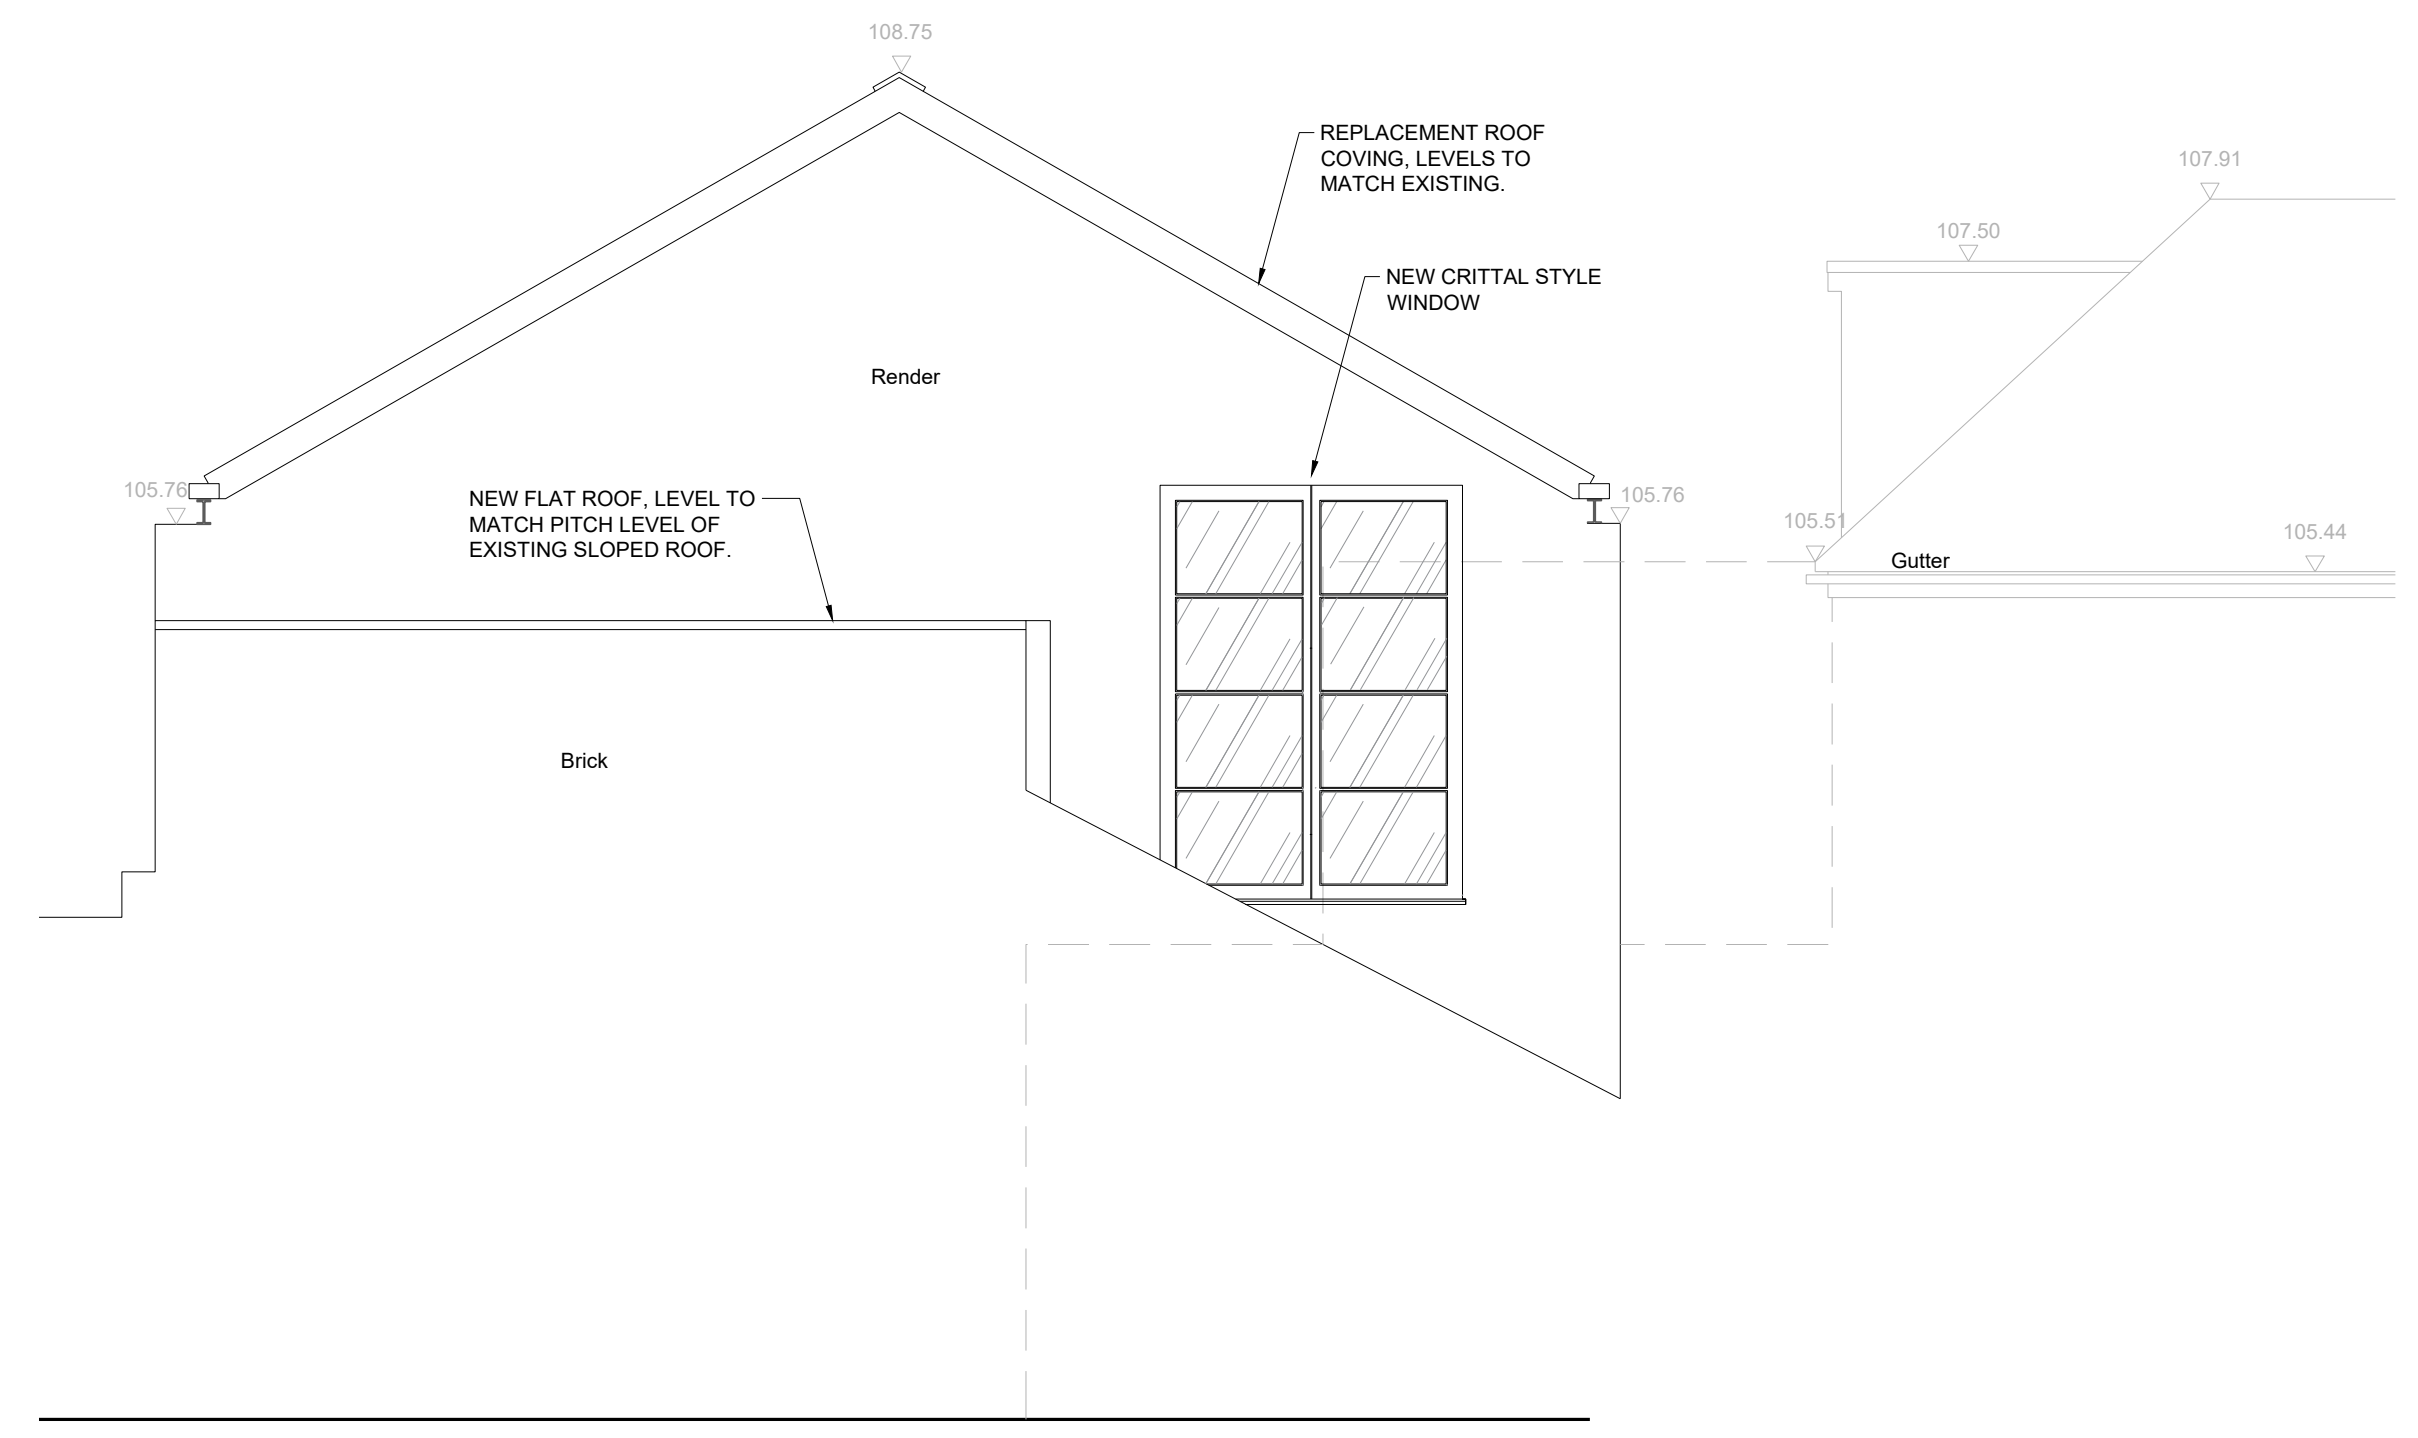 108.75
REPLACEMENT ROOF
COVING, LEVELS TO
MATCH EXISTING.
107.91
107.50
NEW CRITTAL STYLE
WINDOW
Render
105.76
NEW FLAT ROOF, LEVEL TO
MATCH PITCH LEVEL OF
EXISTING SLOPED ROOF.
105.76
105.51
105.44
Gutter
Brick